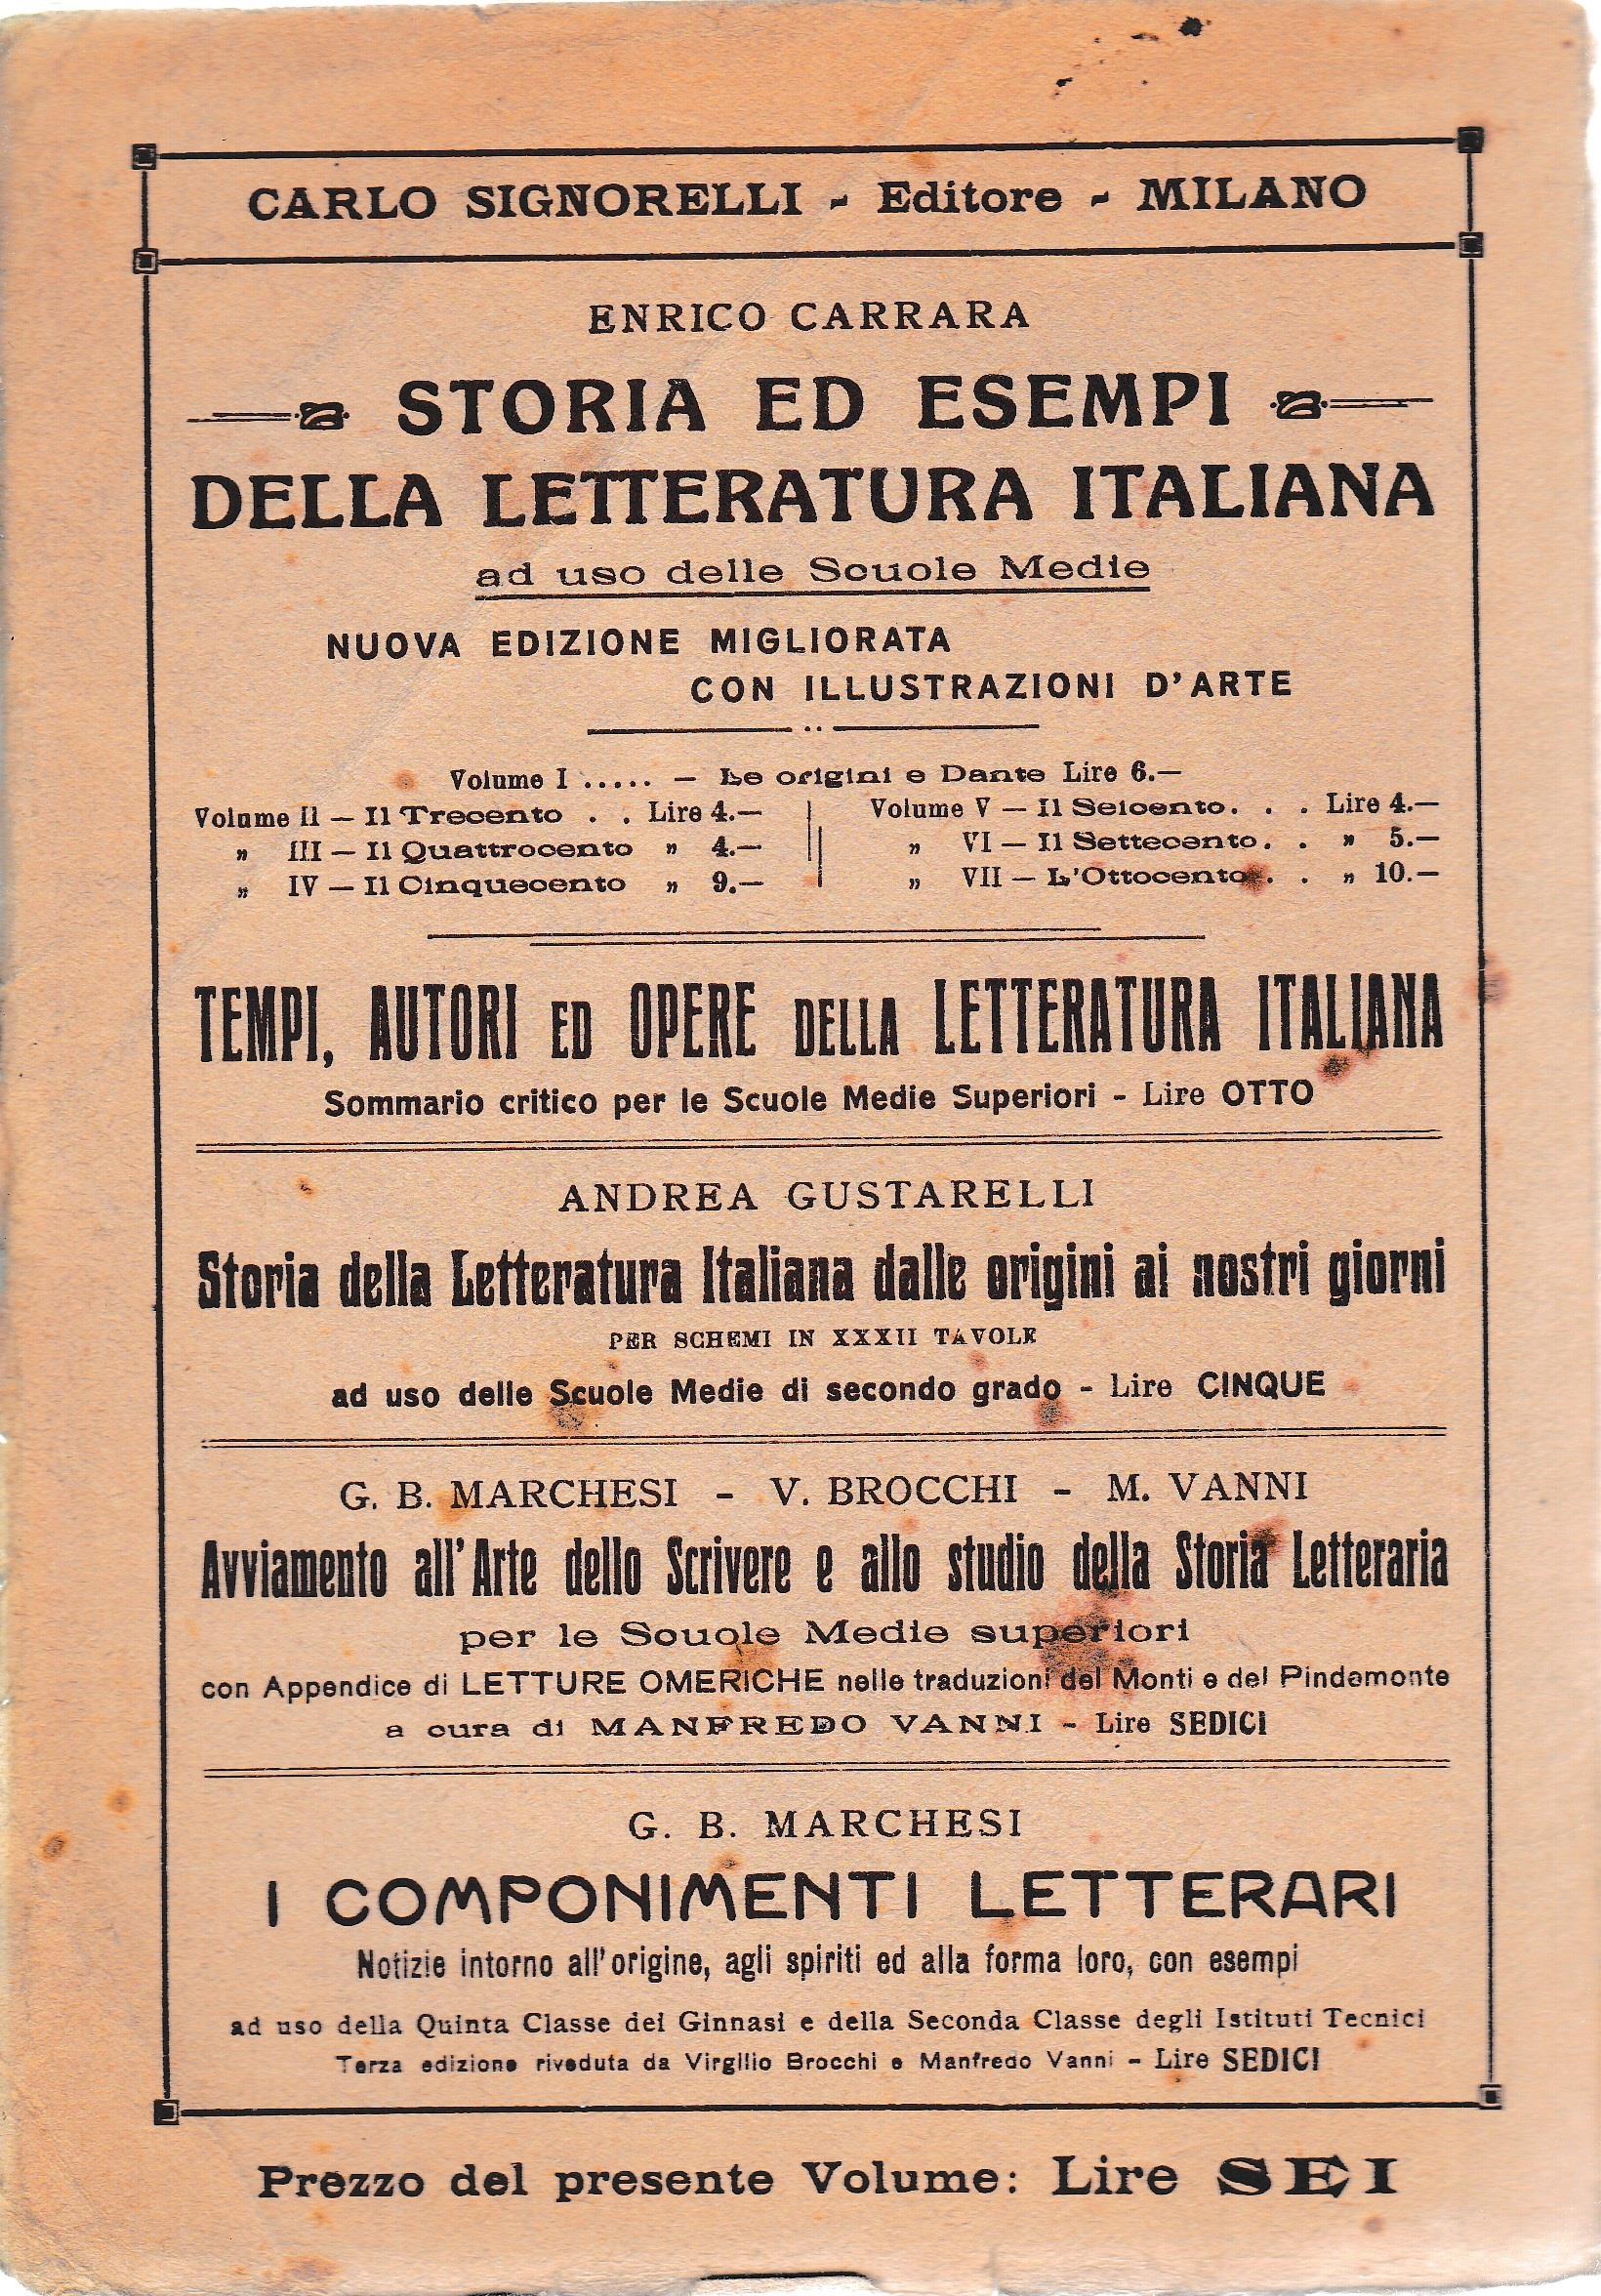 CARLO SIGNORELLI - Editore - MILANO
ENRICO CARRARA
STORIA ED ESEMPI
DELLA LETTERATURA ITALIANA
ad uso delle Scuole Medie
NUOVA EDIZIONE MIGLIORATA
CON ILLUSTRAZIONI D'ARTE
Volume I ..... — Le origini e Dante Lire 6.—
Volume II — Il Trecento . . Lire 4.—
„ III — Il Quattrocento „ 4.—
„ IV — Il Cinquecento „ 9.—
Volume V — Il Seicento. . . Lire 4.—
„ VI — Il Settecento. . „ 5.—
„ VII — L'Ottocento. . . „ 10.—
TEMPI, AUTORI ED OPERE DELLA LETTERATURA ITALIANA
Sommario critico per le Scuole Medie Superiori - Lire OTTO
ANDREA GUSTARELLI
Storia della Letteratura Italiana dalle origini ai nostri giorni
PER SCHEMI IN XXXII TAVOLE
ad uso delle Scuole Medie di secondo grado - Lire CINQUE
G. B. MARCHESI - V. BROCCHI - M. VANNI
Avviamento all'Arte dello Scrivere e allo studio della Storia Letteraria
per le Scuole Medie superiori
con Appendice di LETTURE OMERICHE nelle traduzioni del Monti e del Pindemonte
a cura di MANFREDO VANNI - Lire SEDICI
G. B. MARCHESI
I COMPONIMENTI LETTERARI
Notizie intorno all'origine, agli spiriti ed alla forma loro, con esempi
ad uso della Quinta Classe dei Ginnasi e della Seconda Classe degli Istituti Tecnici
Terza edizione riveduta da Virgilio Brocchi e Manfredo Vanni - Lire SEDICI
Prezzo del presente Volume: Lire SEI